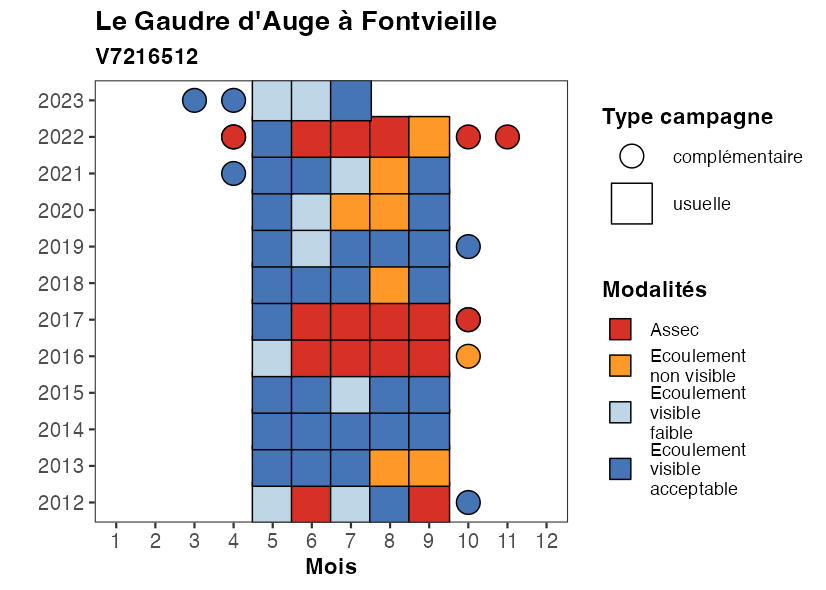 Le Gaudre d'Auge à Fontvieille
V7216512
2023
2022
2021
2020
2019
2018
2017
2016
2015
2014
2013
2012
1 2 3 4 5 6 7 8 9 10 11 12
Mois
Type campagne
complémentaire
usuelle
Modalités
Assec
Ecoulement
non visible
Ecoulement
visible
faible
Ecoulement
visible
acceptable